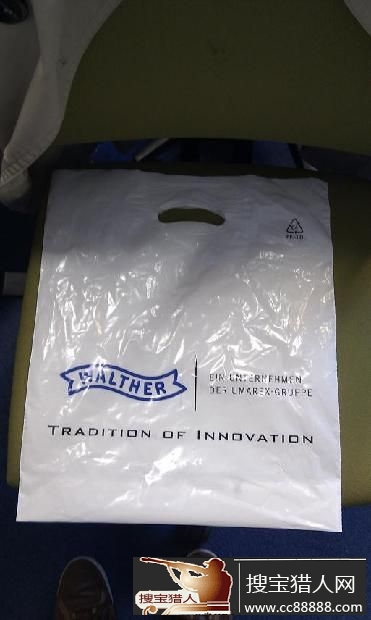 WALTHER
EIN UNTERNEHMEN
DER UMAREX-GRUPPE
TRADITION OF INNOVATION
搜宝猎人
搜宝猎人网
www.cc88888.com